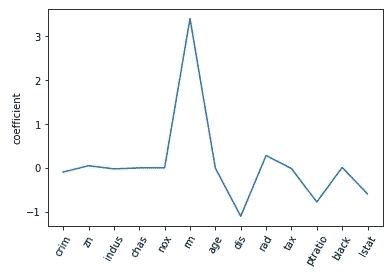 coefficient
3
2
1
0
−1
crim
zn
indus
chas
nox
rm
age
dis
rad
tax
ptratio
black
lstat